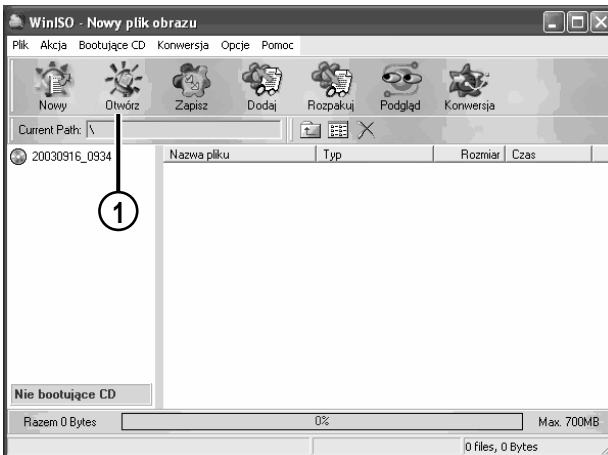 WinISO - Nowy plik obrazu
Plik Akcja Bootujące CD Konwersja Opcje Pomoc
Nowy Otwórz Zapisz Dodaj Rozpakuj Podgląd Konwersja
Current Path: \
20030916_0934
Nazwa pliku Typ Rozmiar Czas
1
Nie bootujące CD
Razem 0 Bytes 0% Max. 700MB
0 files, 0 Bytes